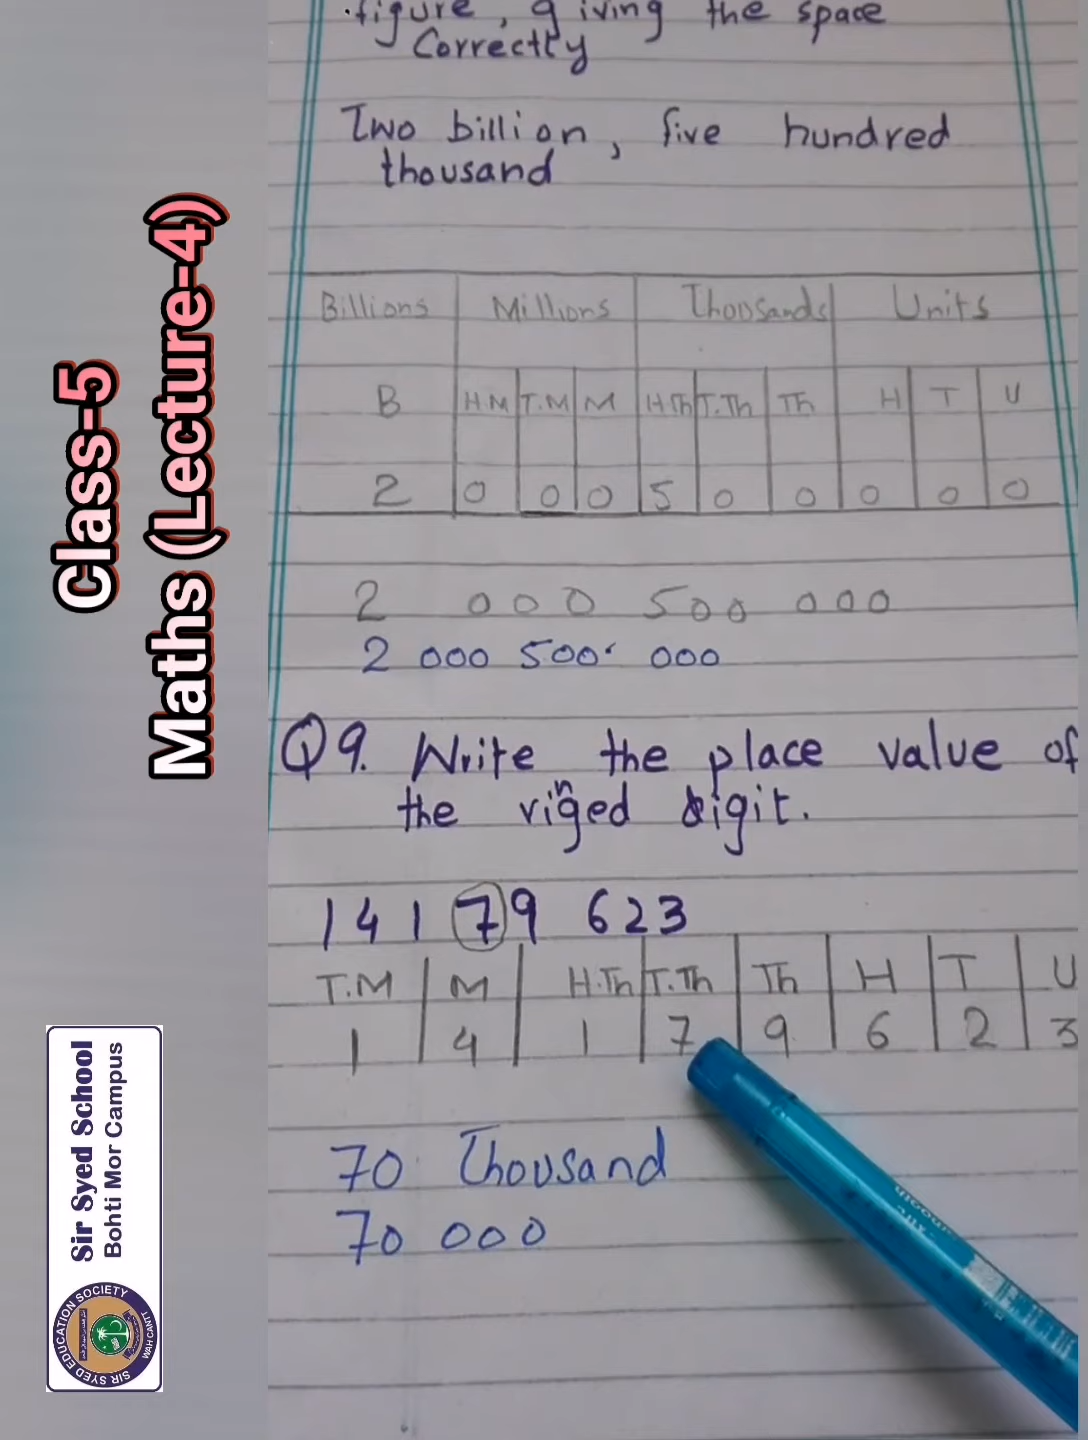 figure, giving the space
Correctly
Two billion, five hundred
thousand
Billions Millions Thousands Units
B H.M T.M M H.Th T.Th Th H T U
2 0 0 0 5 0 0 0 0 0
2 000 500 000
2 000 500 000
Q9. Write the place value of
the ringed digit.
141 79 623
T.M M H.Th T.Th Th H T U
1 4 1 7 9 6 2 3
70 Thousand
70 000
Class-5
Maths (Lecture-4)
Sir Syed School
Bohti Mor Campus
SIR SYED EDUCATION SOCIETY
WAH CANTT